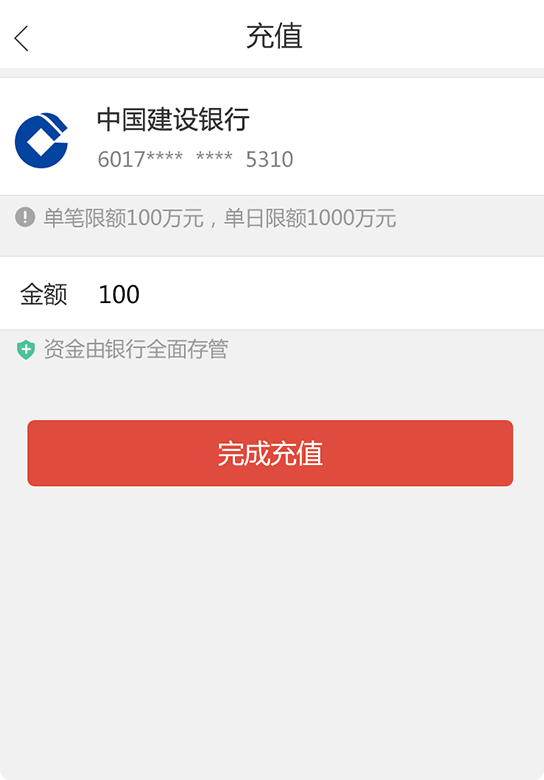 充值
中国建设银行
6017**** **** 5310
单笔限额100万元，单日限额1000万元
金额 100
资金由银行全面存管
完成充值